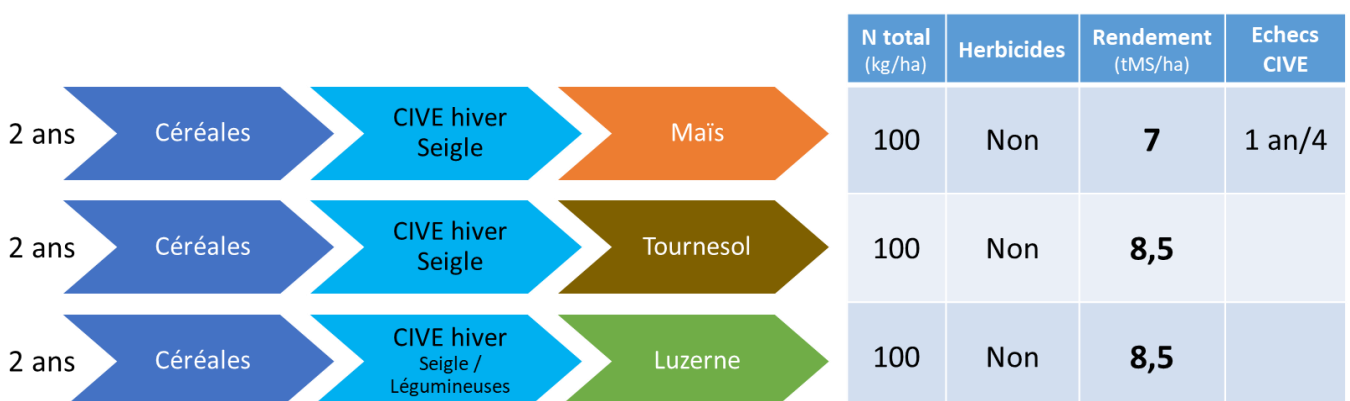 N total
(kg/ha)
Herbicides
Rendement
(tMS/ha)
Echecs
CIVE
2 ans
Céréales
CIVE hiver
Seigle
Maïs
100
Non
7
1 an/4
2 ans
Céréales
CIVE hiver
Seigle
Tournesol
100
Non
8,5
2 ans
Céréales
CIVE hiver
Seigle /
Légumineuses
Luzerne
100
Non
8,5